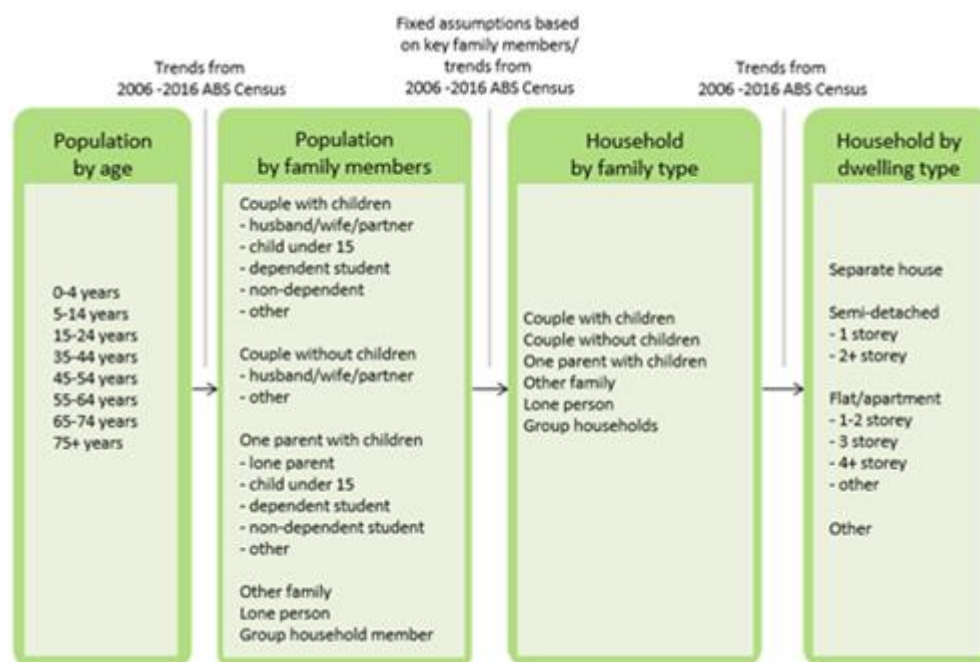 Trends from
2006 -2016 ABS Census
Fixed assumptions based
on key family members/
trends from
2006 -2016 ABS Census
Trends from
2006 -2016 ABS Census
Population
by age
0-4 years
5-14 years
15-24 years
35-44 years
45-54 years
55-64 years
65-74 years
75+ years
Population
by family members
Couple with children
- husband/wife/partner
- child under 15
- dependent student
- non-dependent
- other
Couple without children
- husband/wife/partner
- other
One parent with children
- lone parent
- child under 15
- dependent student
- non-dependent student
- other
Other family
Lone person
Group household member
Household
by family type
Couple with children
Couple without children
One parent with children
Other family
Lone person
Group households
Household by
dwelling type
Separate house
Semi-detached
- 1 storey
- 2+ storey
Flat/apartment
- 1-2 storey
- 3 storey
- 4+ storey
- other
Other